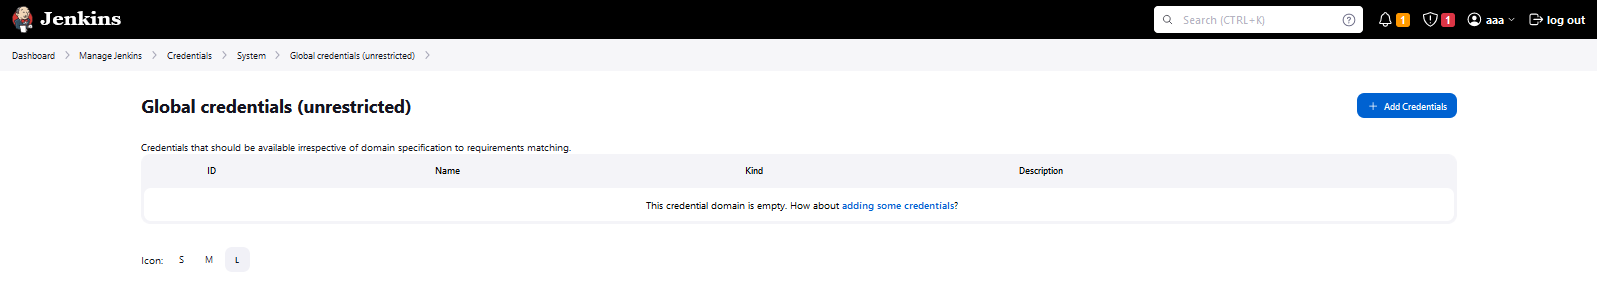 Jenkins Search (CTRL+K) 1 1 aaa log out
Dashboard Manage Jenkins Credentials System Global credentials (unrestricted)
Global credentials (unrestricted) Add Credentials
Credentials that should be available irrespective of domain specification to requirements matching.
ID Name Kind Description
This credential domain is empty. How about adding some credentials?
Icon: S M L